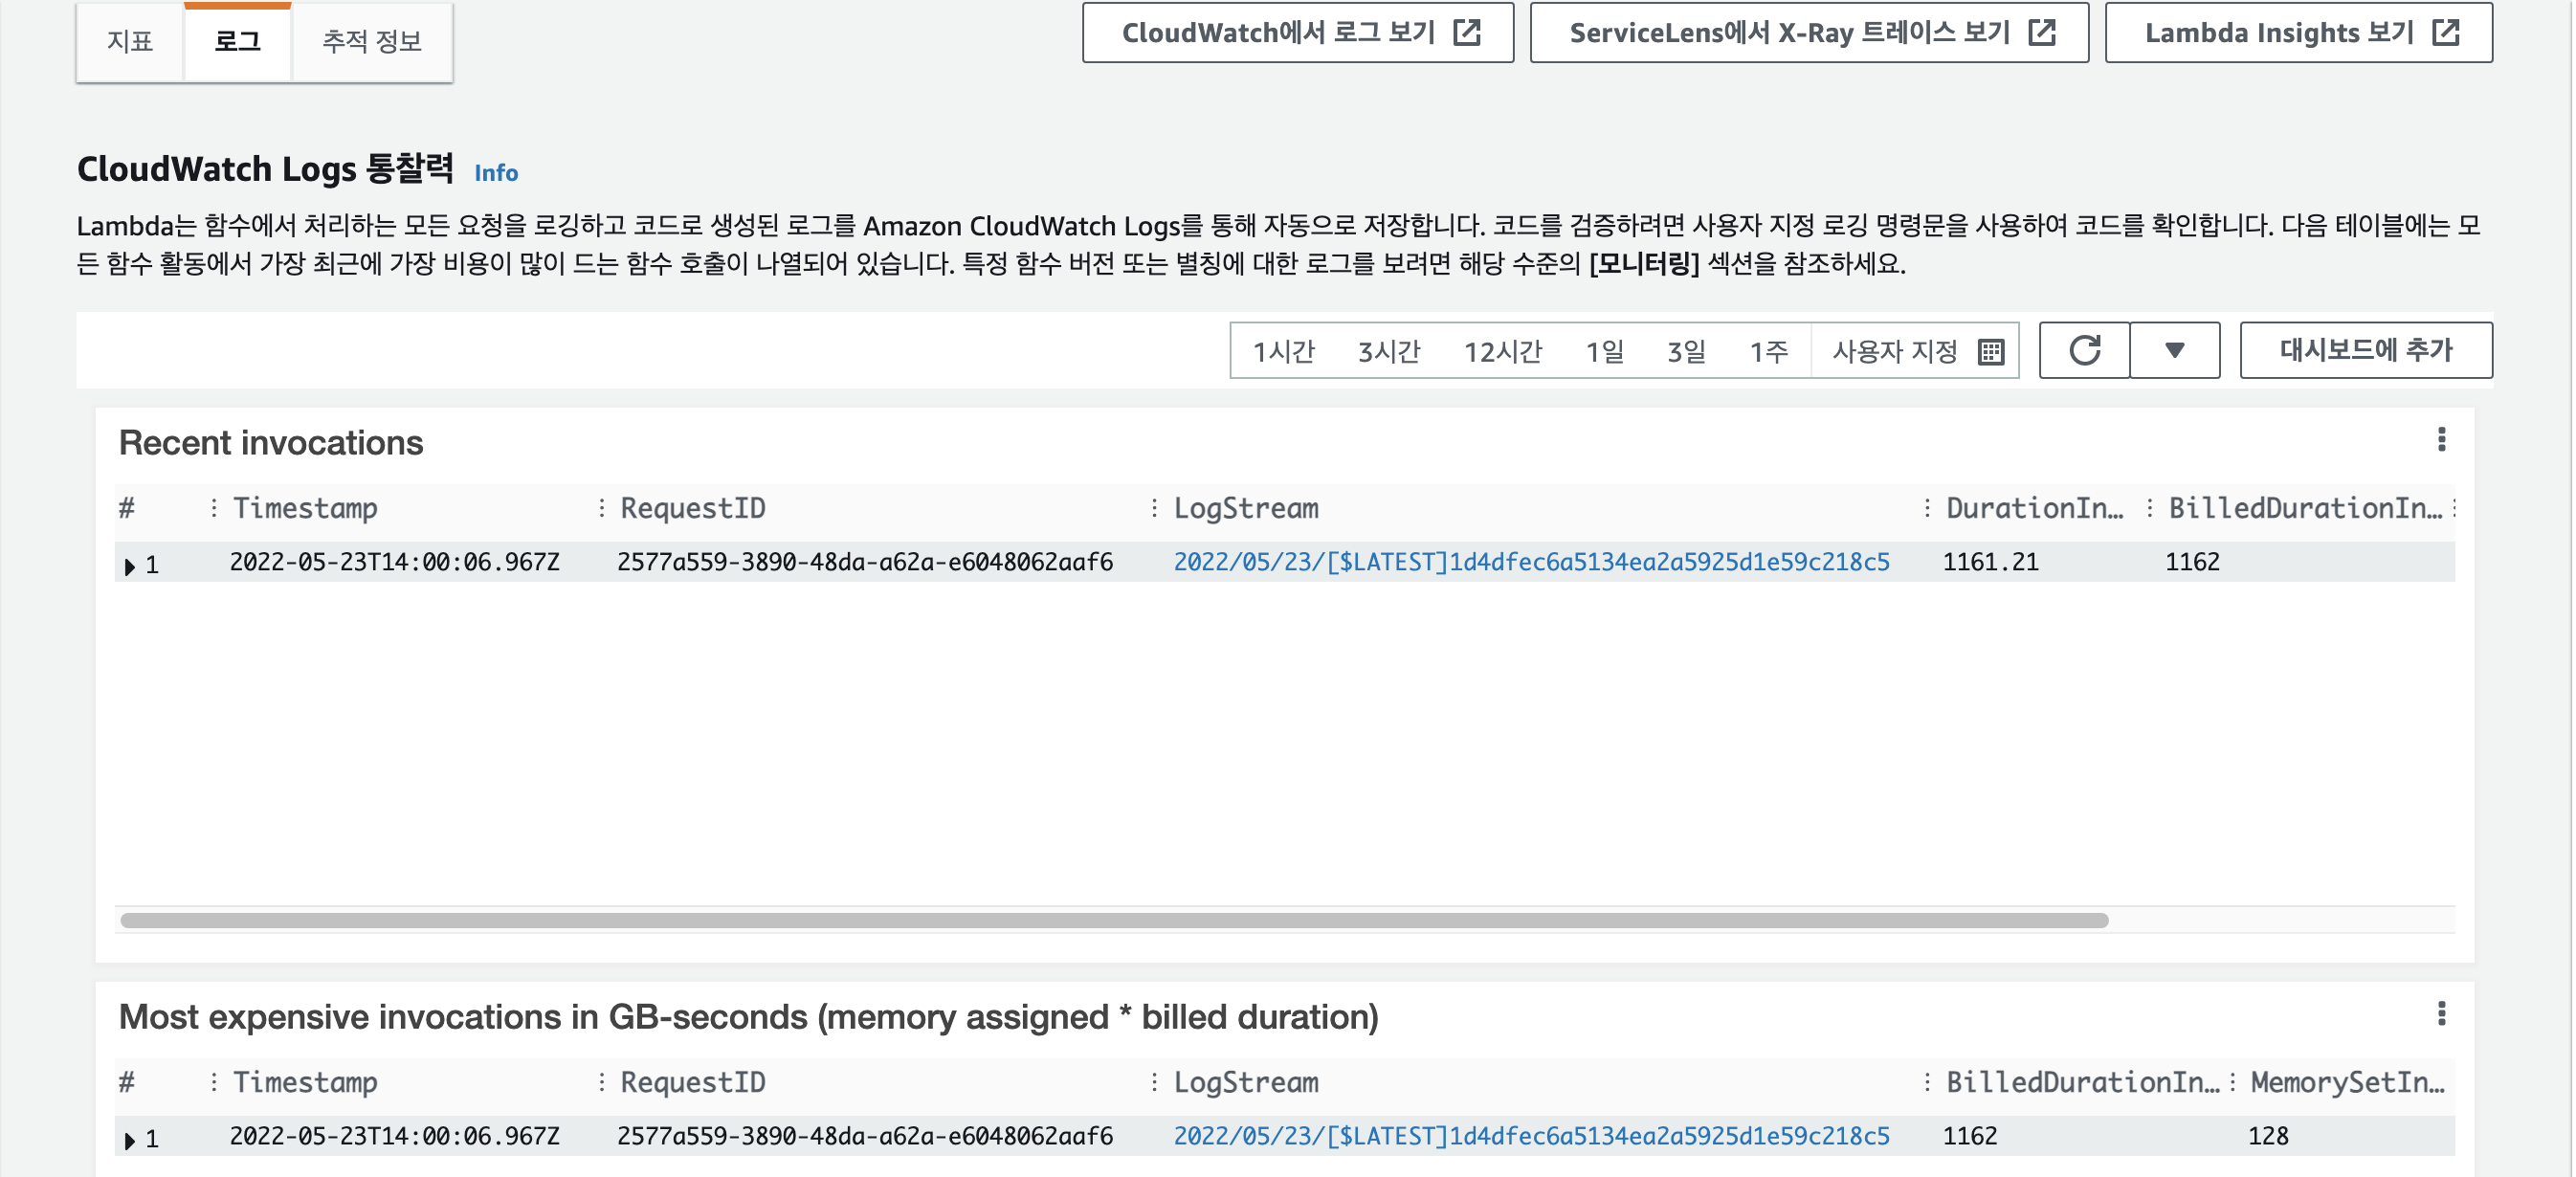 지표 로그 추적 정보 CloudWatch에서 로그 보기 ServiceLens에서 X-Ray 트레이스 보기 Lambda Insights 보기
CloudWatch Logs 통찰력 Info
Lambda는 함수에서 처리하는 모든 요청을 로깅하고 코드로 생성된 로그를 Amazon CloudWatch Logs를 통해 자동으로 저장합니다. 코드를 검증하려면 사용자 지정 로깅 명령문을 사용하여 코드를 확인합니다. 다음 테이블에는 모
든 함수 활동에서 가장 최근에 가장 비용이 많이 드는 함수 호출이 나열되어 있습니다. 특정 함수 버전 또는 별칭에 대한 로그를 보려면 해당 수준의 [모니터링] 섹션을 참조하세요.
1시간 3시간 12시간 1일 3일 1주 사용자 지정 대시보드에 추가
Recent invocations
# Timestamp RequestID LogStream DurationIn... BilledDurationIn...
1 2022-05-23T14:00:06.967Z 2577a559-3890-48da-a62a-e6048062aaf6 2022/05/23/[$LATEST]1d4dfec6a5134ea2a5925d1e59c218c5 1161.21 1162
Most expensive invocations in GB-seconds (memory assigned * billed duration)
# Timestamp RequestID LogStream BilledDurationIn... MemorySetIn...
1 2022-05-23T14:00:06.967Z 2577a559-3890-48da-a62a-e6048062aaf6 2022/05/23/[$LATEST]1d4dfec6a5134ea2a5925d1e59c218c5 1162 128